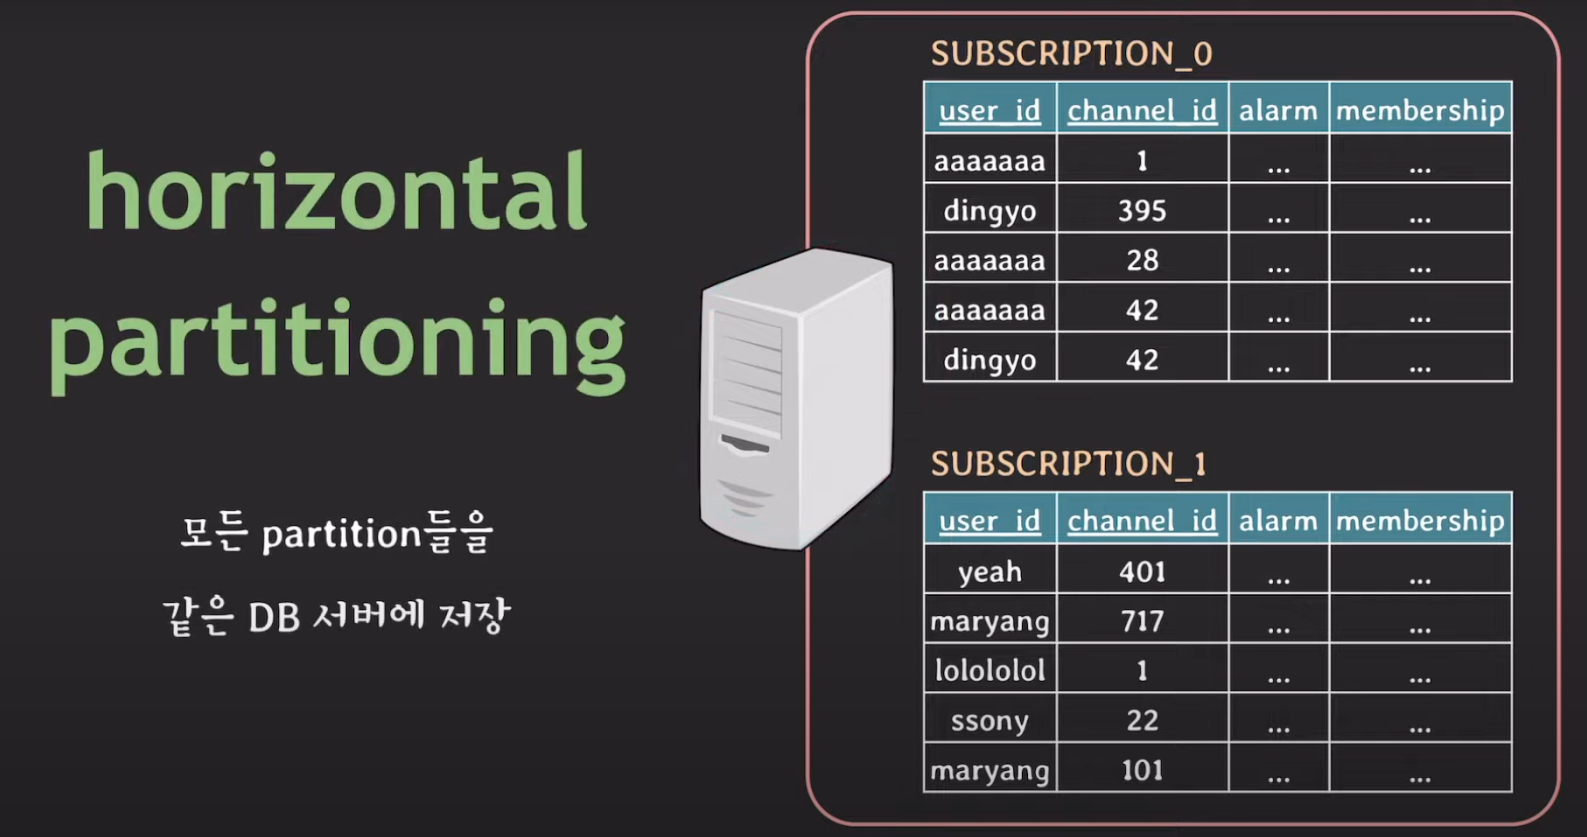 horizontal
partitioning
모든 partition들을
같은 DB 서버에 저장
SUBSCRIPTION_0
user_id channel_id alarm membership
aaaaaaa 1 ... ...
dingyo 395 ... ...
aaaaaaa 28 ... ...
aaaaaaa 42 ... ...
dingyo 42 ... ...
SUBSCRIPTION_1
user_id channel_id alarm membership
yeah 401 ... ...
maryang 717 ... ...
lolololol 1 ... ...
ssony 22 ... ...
maryang 101 ... ...